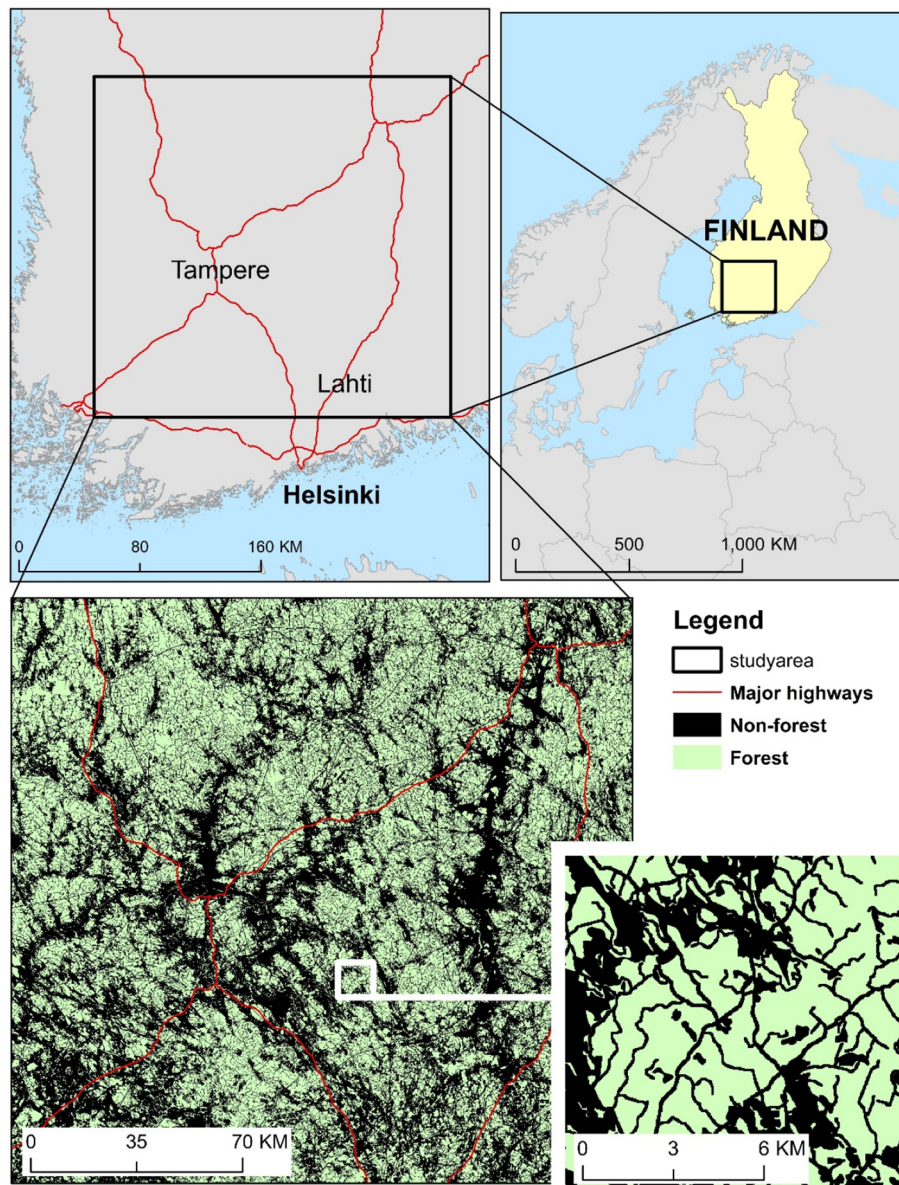 Tampere
Lahti
Helsinki
0 80 160 KM
FINLAND
0 500 1,000 KM
Legend
studyarea
Major highways
Non-forest
Forest
0 35 70 KM
0 3 6 KM